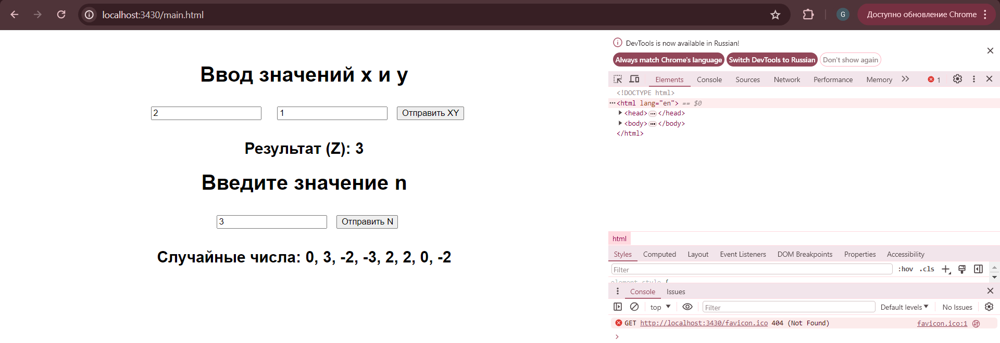 localhost:3430/main.html
G
Доступно обновление Chrome
Ввод значений x и y
2
1
Отправить XY
Результат (Z): 3
Введите значение n
3
Отправить N
Случайные числа: 0, 3, -2, -3, 2, 2, 0, -2
DevTools is now available in Russian!
Always match Chrome's language
Switch DevTools to Russian
Don't show again
Elements Console Sources Network Performance Memory 1
<!DOCTYPE html>
<html lang="en"> == $0
<head> </head>
<body> </body>
</html>
html
Styles Computed Layout Event Listeners DOM Breakpoints Properties Accessibility
Filter :hov .cls
element.style {
Console Issues
top Filter Default levels No Issues
GET http://localhost:3430/favicon.ico 404 (Not Found) favicon.ico:1